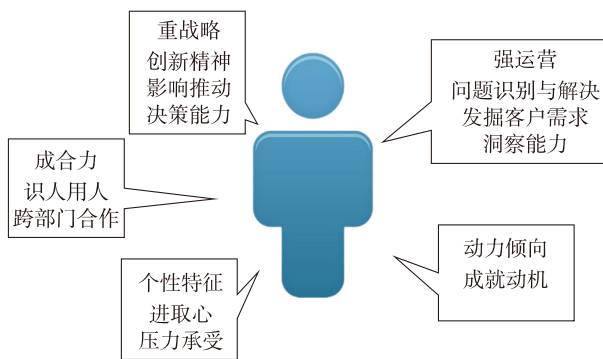 重战略
创新精神
影响推动
决策能力
强运营
问题识别与解决
发掘客户需求
洞察能力
成合力
识人用人
跨部门合作
动力倾向
成就动机
个性特征
进取心
压力承受